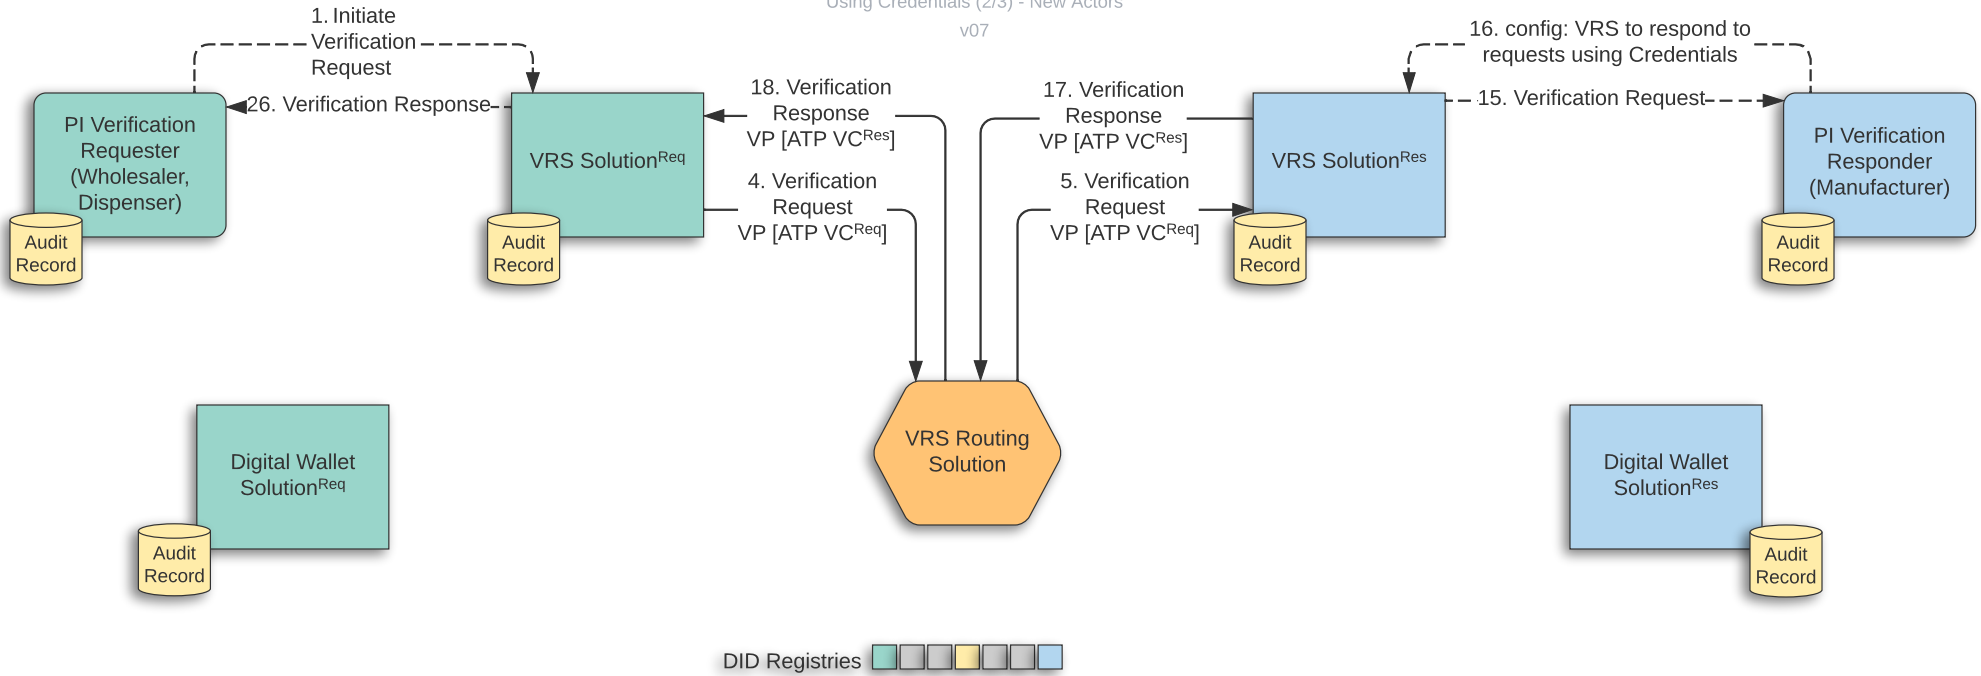 Using Credentials (2/3) - New Actors
v07
1. Initiate
Verification
Request
16. config: VRS to respond to
requests using Credentials
26. Verification Response
18. Verification
Response
VP [ATP VCRes]
17. Verification
Response
VP [ATP VCRes]
15. Verification Request
PI Verification
Requester
(Wholesaler,
Dispenser)
VRS SolutionReq
VRS SolutionRes
PI Verification
Responder
(Manufacturer)
4. Verification
Request
VP [ATP VCReq]
5. Verification
Request
VP [ATP VCReq]
Audit
Record
Audit
Record
Audit
Record
Audit
Record
Digital Wallet
SolutionReq
VRS Routing
Solution
Digital Wallet
SolutionRes
Audit
Record
Audit
Record
DID Registries